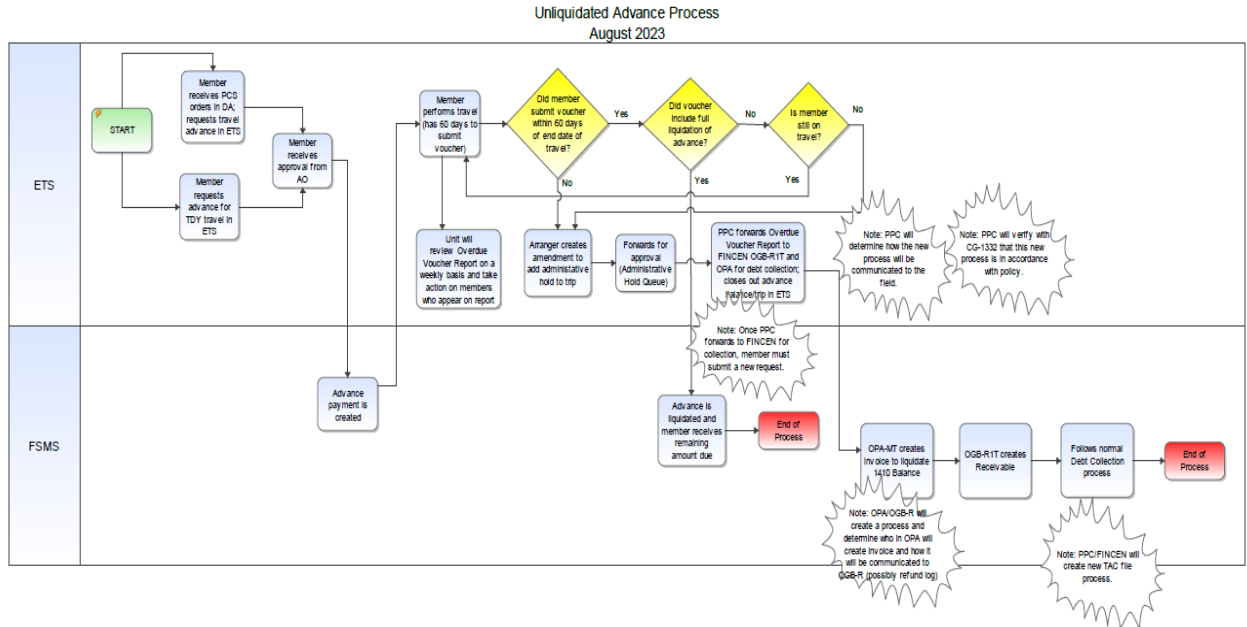 Unliquidated Advance Process
August 2023
ETS
START
Member
receives PCS
orders in DA;
requests travel
advance in ETS
Member
requests
advance for
TDY travel in
ETS
Member
receives
approval from
AO
Member
performs travel
(has 60 days to
submit
voucher)
Did member
submit voucher
within 60 days
of end date of
travel?
Yes
No
Did voucher
include full
liquidation of
advance?
No
Yes
Is member
still on
travel?
No
Yes
Unit will
review Overdue
Voucher Report on a
weekly basis and take
action on members
who appear on report
Arranger creates
amendment to
add administative
hold to trip
Forwards for
approval
(Administrative
Hold Queue)
PPC forwards Overdue
Voucher Report to
FINCEN OGB-R1T and
OPA for debt collection;
closes out advance
balance/trip in ETS
Note: PPC will
determine how the new
process will be
communicated to the
field.
Note: PPC will verify with
CG-1332 that this new
process is in accordance
with policy.
Note: Once PPC
forwards to FINCEN for
collection, member must
submit a new request.
FSMS
Advance
payment is
created
Advance is
liquidated and
member receives
remaining
amount due
End of
Process
OPA-MT creates
Invoice to liquidate
1410 Balance
OGB-R1T creates
Receivable
Follows normal
Debt Collection
process
End of
Process
Note: OPA/OGB-R will
create a process and
determine who in OPA will
create invoice and how it
will be communicated to
OGB-R (possibly refund log)
Note: PPC/FINCEN will
create new TAC file
process.